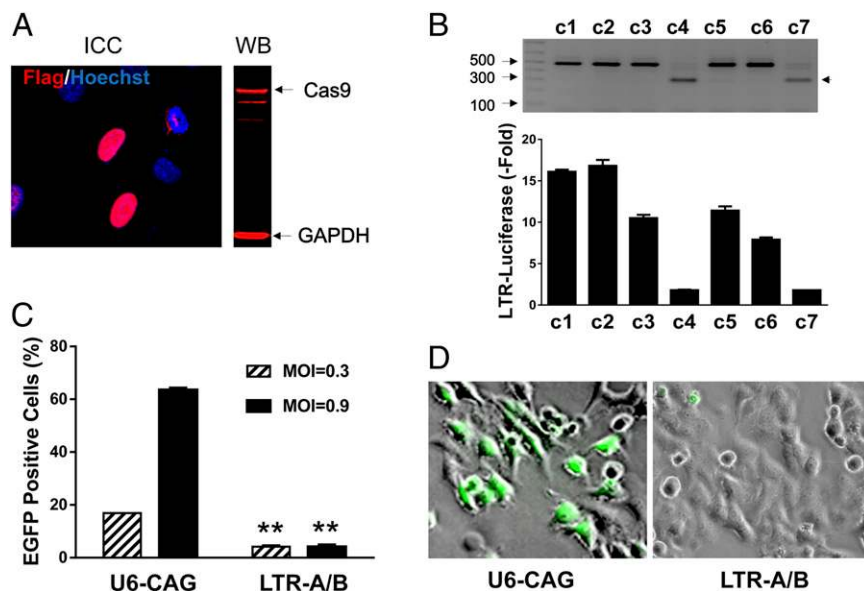 A
ICC
WB
Flag/Hoechst
Cas9
GAPDH
B
c1 c2 c3 c4 c5 c6 c7
500
300
100
LTR-Luciferase (-Fold)
20
15
10
5
0
c1 c2 c3 c4 c5 c6 c7
C
EGFP Positive Cells (%)
80
60
40
20
0
MOI=0.3
MOI=0.9
** **
U6-CAG LTR-A/B
D
U6-CAG LTR-A/B